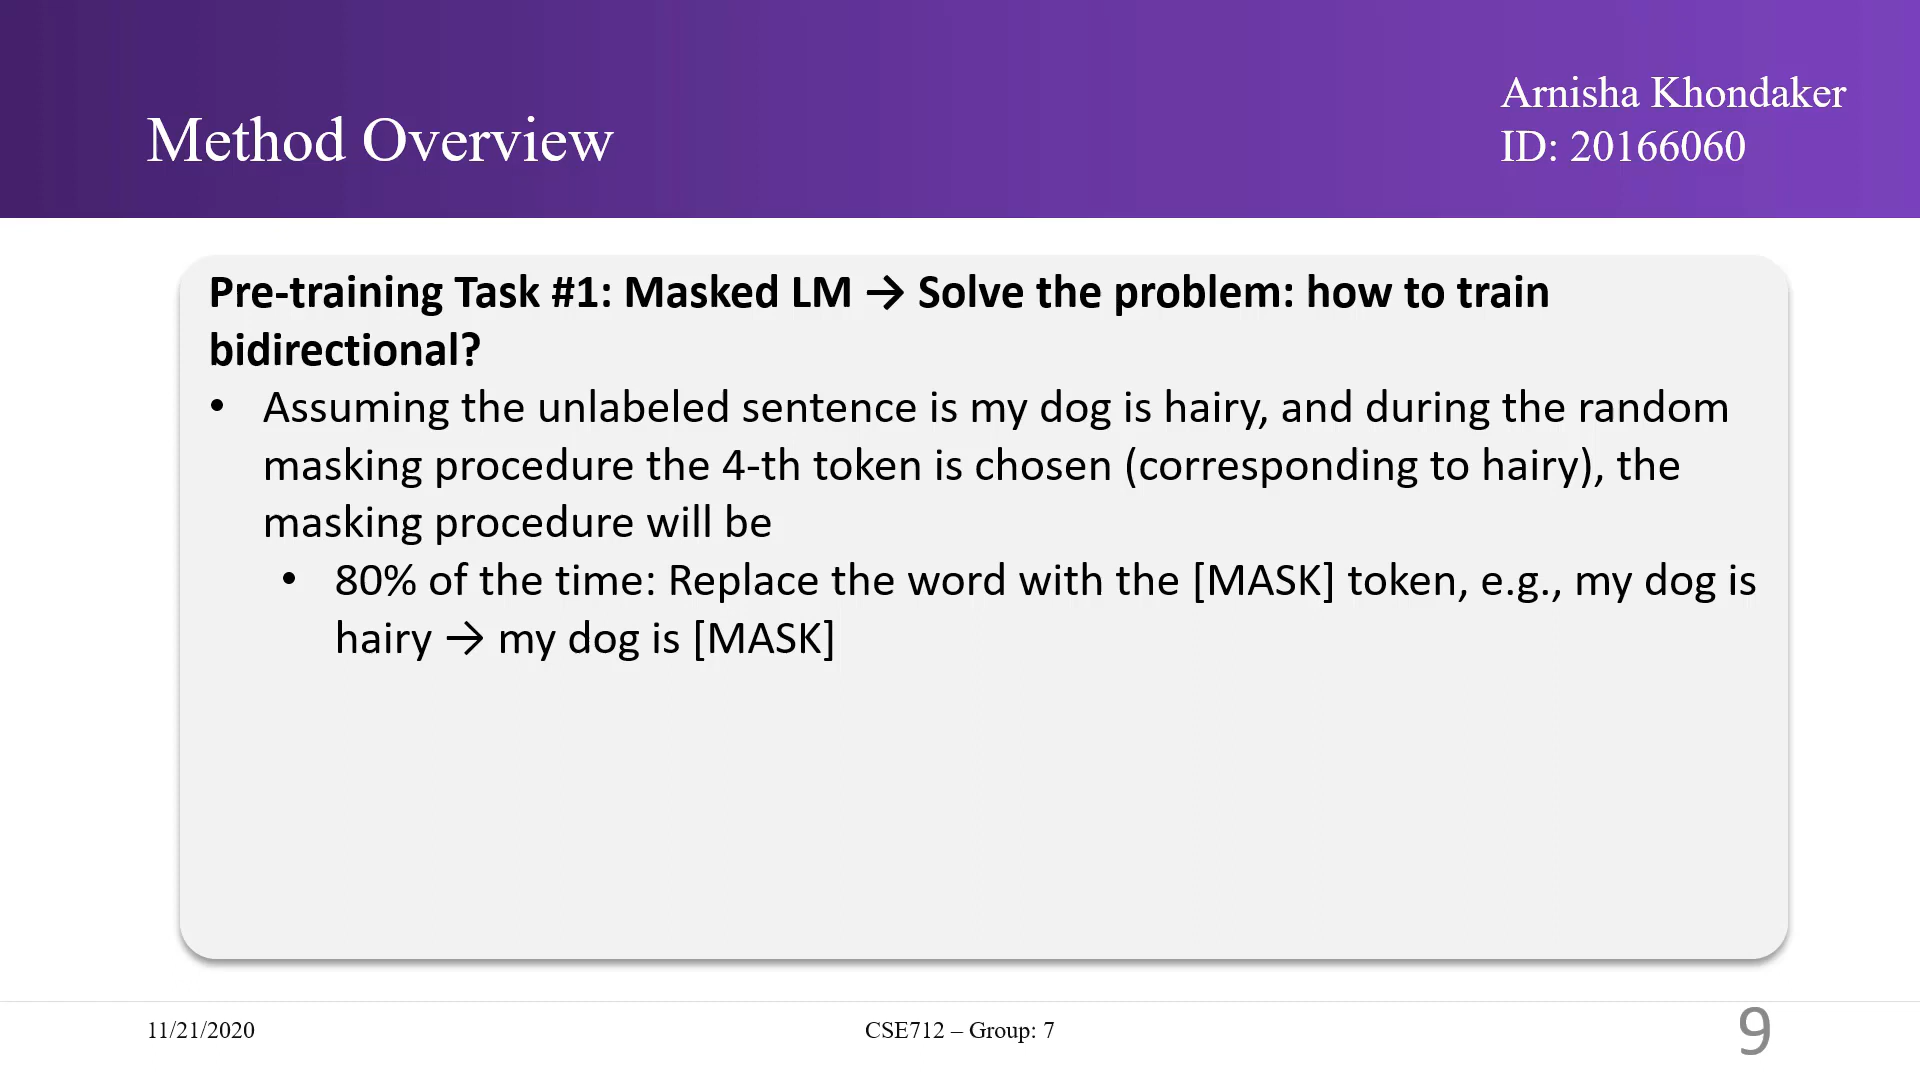 Method Overview
Arnisha Khondaker
ID: 20166060
Pre-training Task #1: Masked LM → Solve the problem: how to train
bidirectional?
• Assuming the unlabeled sentence is my dog is hairy, and during the random
masking procedure the 4-th token is chosen (corresponding to hairy), the
masking procedure will be
• 80% of the time: Replace the word with the [MASK] token, e.g., my dog is
hairy → my dog is [MASK]
11/21/2020
CSE712 – Group: 7
9